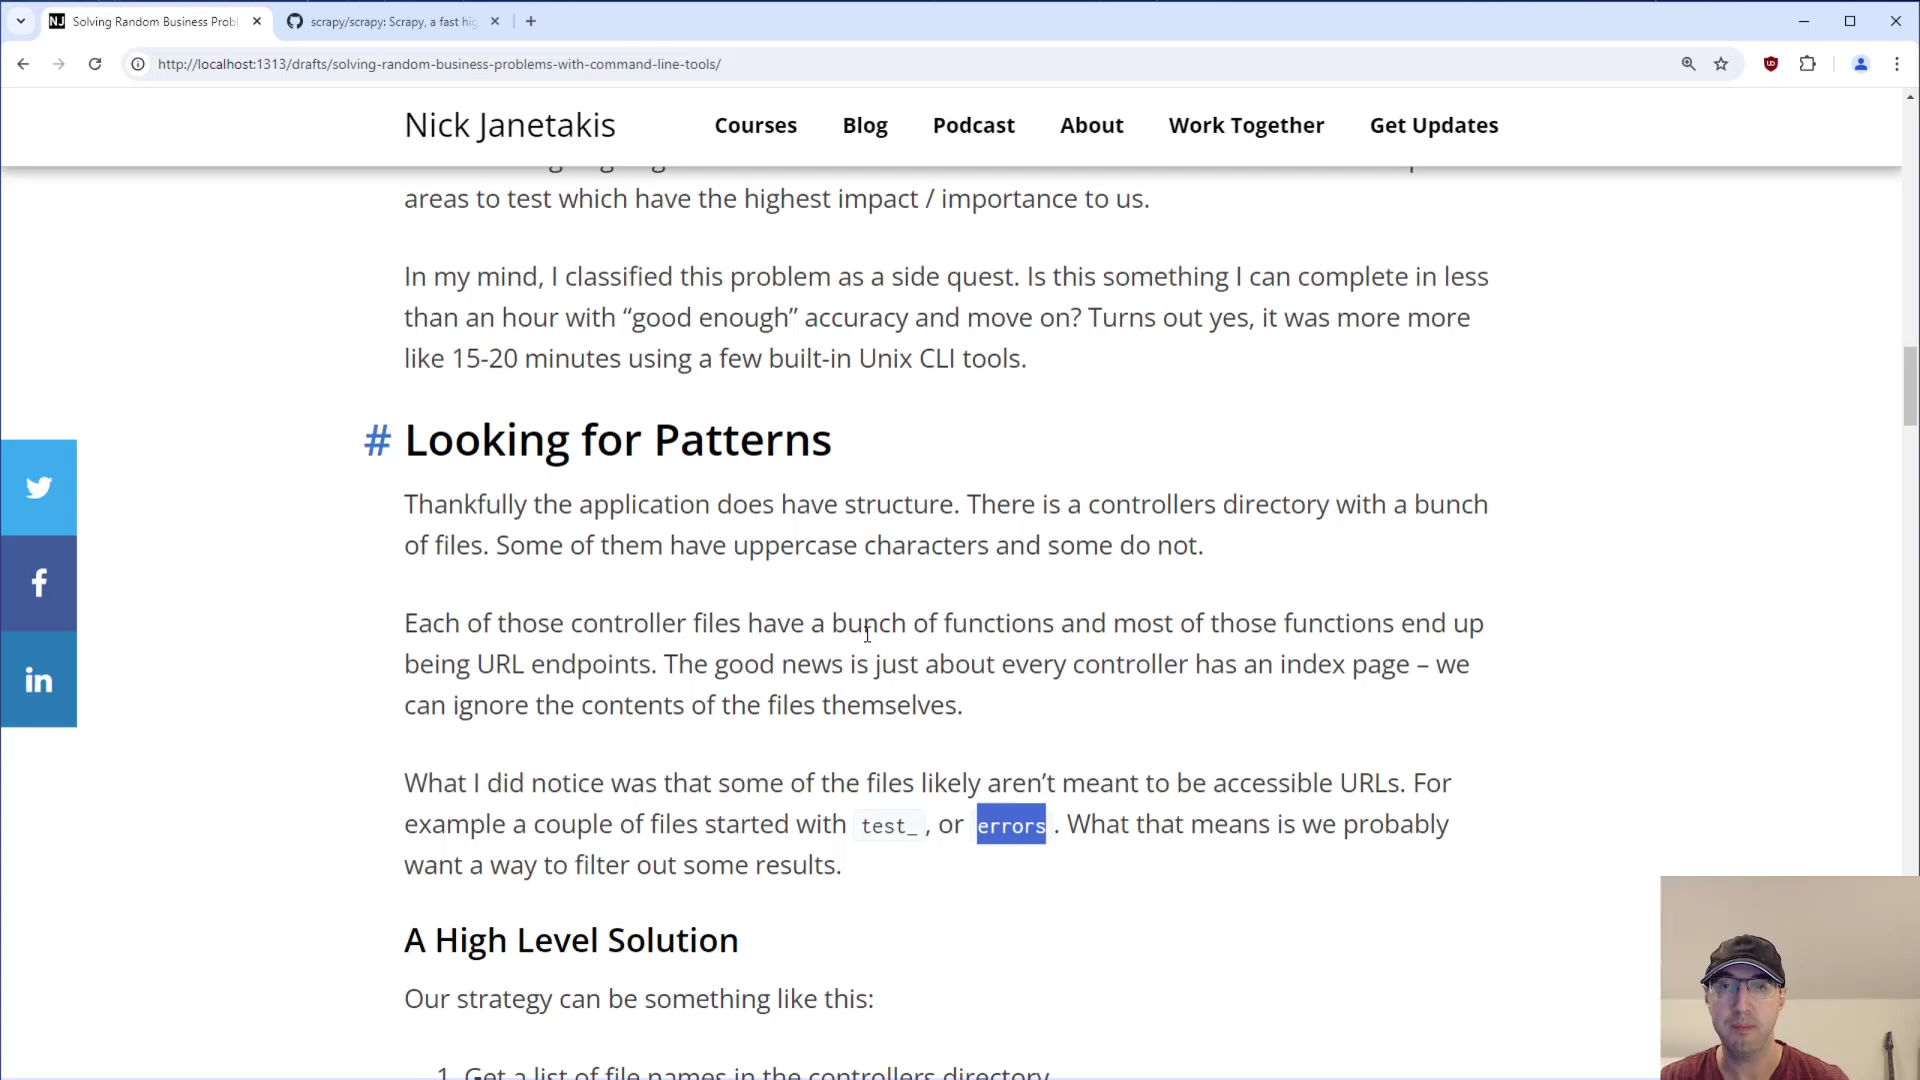 Solving Random Business Probl
scrapy/scrapy: Scrapy, a fast hig
http://localhost:1313/drafts/solving-random-business-problems-with-command-line-tools/
Nick Janetakis
Courses
Blog
Podcast
About
Work Together
Get Updates
areas to test which have the highest impact / importance to us.
In my mind, I classified this problem as a side quest. Is this something I can complete in less
than an hour with “good enough” accuracy and move on? Turns out yes, it was more more
like 15-20 minutes using a few built-in Unix CLI tools.
# Looking for Patterns
Thankfully the application does have structure. There is a controllers directory with a bunch
of files. Some of them have uppercase characters and some do not.
Each of those controller files have a bunch of functions and most of those functions end up
being URL endpoints. The good news is just about every controller has an index page – we
can ignore the contents of the files themselves.
What I did notice was that some of the files likely aren’t meant to be accessible URLs. For
example a couple of files started with test_ , or errors . What that means is we probably
want a way to filter out some results.
A High Level Solution
Our strategy can be something like this:
1. Get a list of file names in the controllers directory